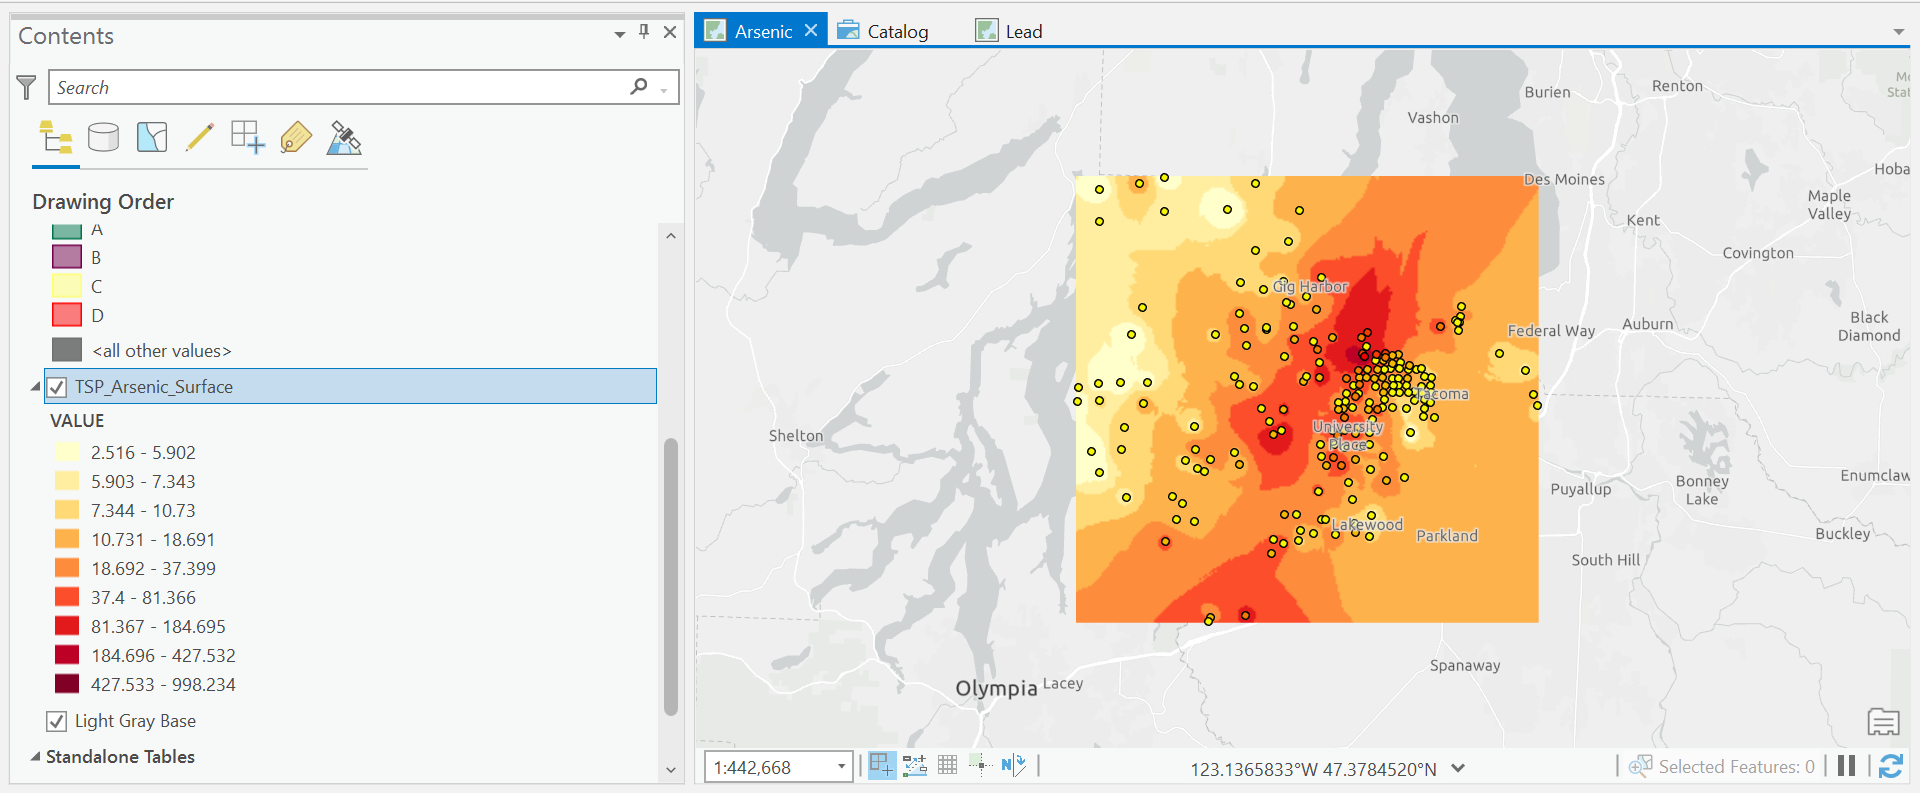 Contents
Search
Drawing Order
A
B
C
D
<all other values>
TSP_Arsenic_Surface
VALUE
2.516 - 5.902
5.903 - 7.343
7.344 - 10.73
10.731 - 18.691
18.692 - 37.399
37.4 - 81.366
81.367 - 184.695
184.696 - 427.532
427.533 - 998.234
Light Gray Base
Standalone Tables
Arsenic
Catalog
Lead
Burien
Renton
Vashon
Des Moines
Hoba
Maple
Valley
Kent
Covington
Gig Harbor
Federal Way
Auburn
Black
Diamond
Tacoma
University
Place
Shelton
Puyallup
Bonney
Lake
Enumclaw
Lakewood
Parkland
Buckley
South Hill
Spanaway
Olympia
Lacey
1:442,668
N
123.1365833°W 47.3784520°N
Selected Features: 0